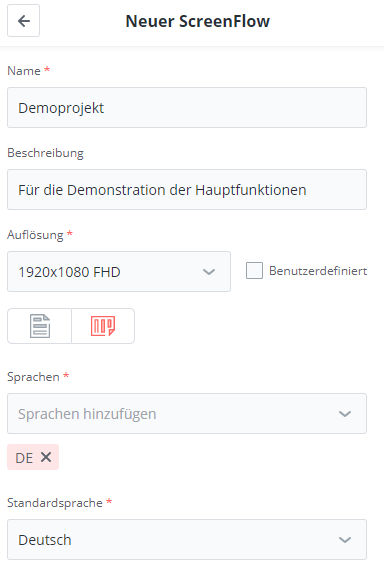 Neuer ScreenFlow
Name *
Demoprojekt
Beschreibung
Für die Demonstration der Hauptfunktionen
Auflösung *
1920x1080 FHD
Benutzerdefiniert
Sprachen *
Sprachen hinzufügen
DE
Standardsprache *
Deutsch